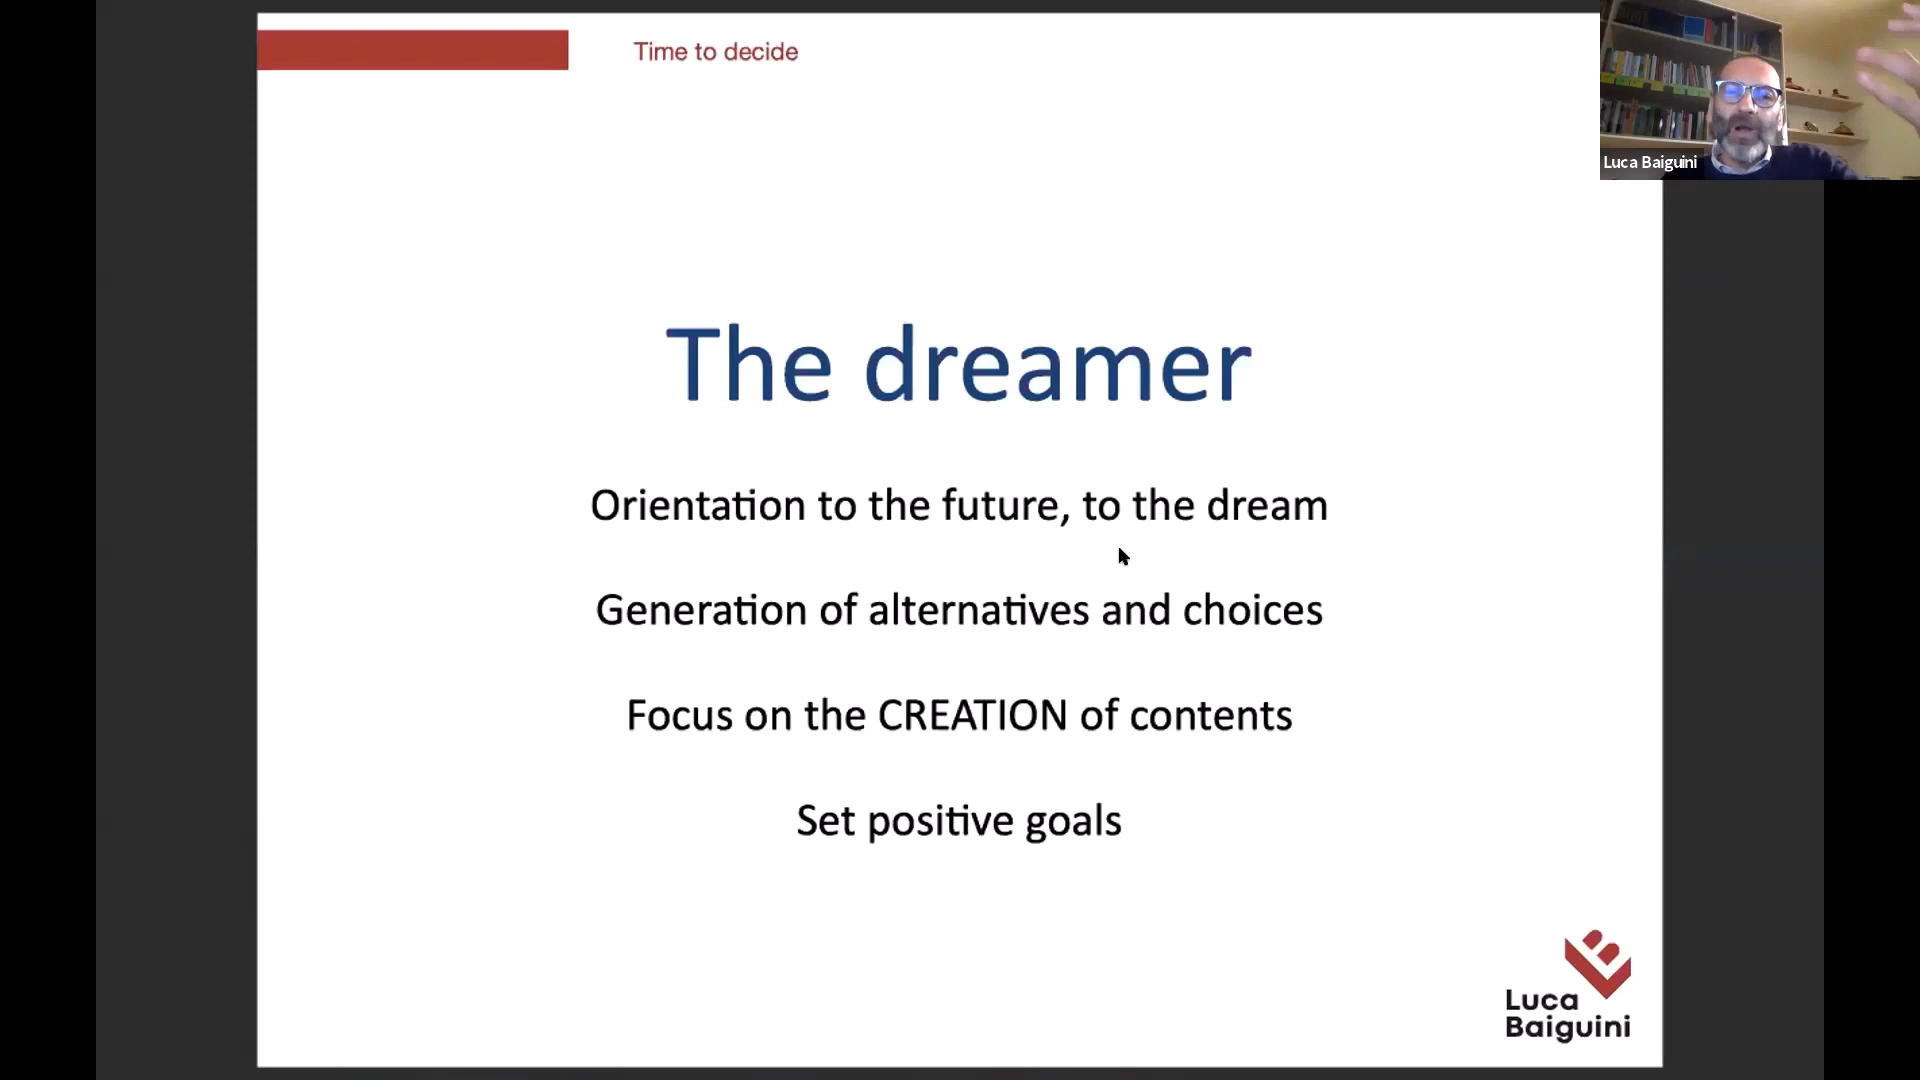 Time to decide
Luca Baiguini
The dreamer
Orientation to the future, to the dream
Generation of alternatives and choices
Focus on the CREATION of contents
Set positive goals
Luca
Baiguini